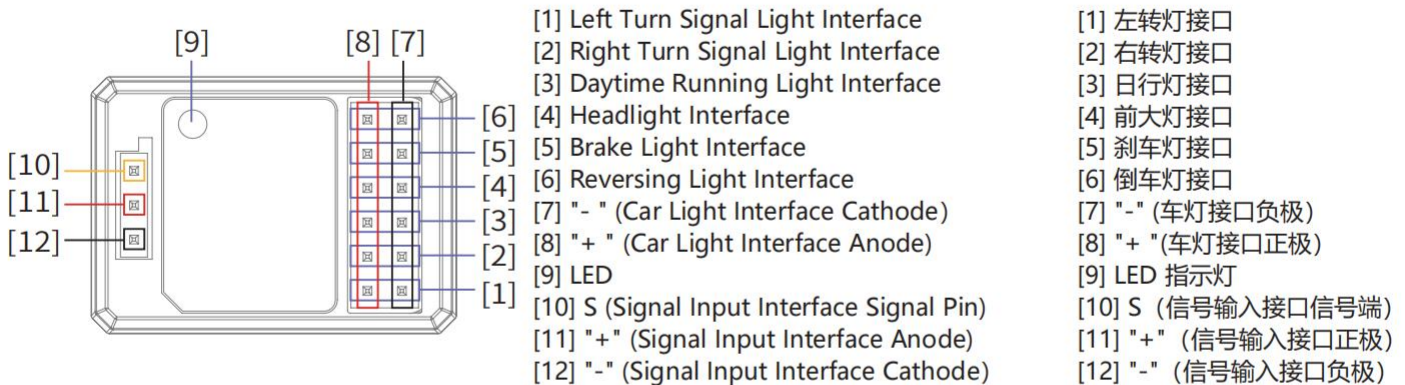 [9]
[8] [7]
[6]
[5]
[4]
[3]
[2]
[1]
[10]
[11]
[12]
[1] Left Turn Signal Light Interface
[2] Right Turn Signal Light Interface
[3] Daytime Running Light Interface
[4] Headlight Interface
[5] Brake Light Interface
[6] Reversing Light Interface
[7] "- " (Car Light Interface Cathode)
[8] "+ " (Car Light Interface Anode)
[9] LED
[10] S (Signal Input Interface Signal Pin)
[11] "+" (Signal Input Interface Anode)
[12] "-" (Signal Input Interface Cathode)
[1] 左转灯接口
[2] 右转灯接口
[3] 日行灯接口
[4] 前大灯接口
[5] 刹车灯接口
[6] 倒车灯接口
[7] "-" (车灯接口负极）
[8] "+ "(车灯接口正极）
[9] LED 指示灯
[10] S（信号输入接口信号端）
[11] "+"（信号输入接口正极）
[12] "-"（信号输入接口负极）